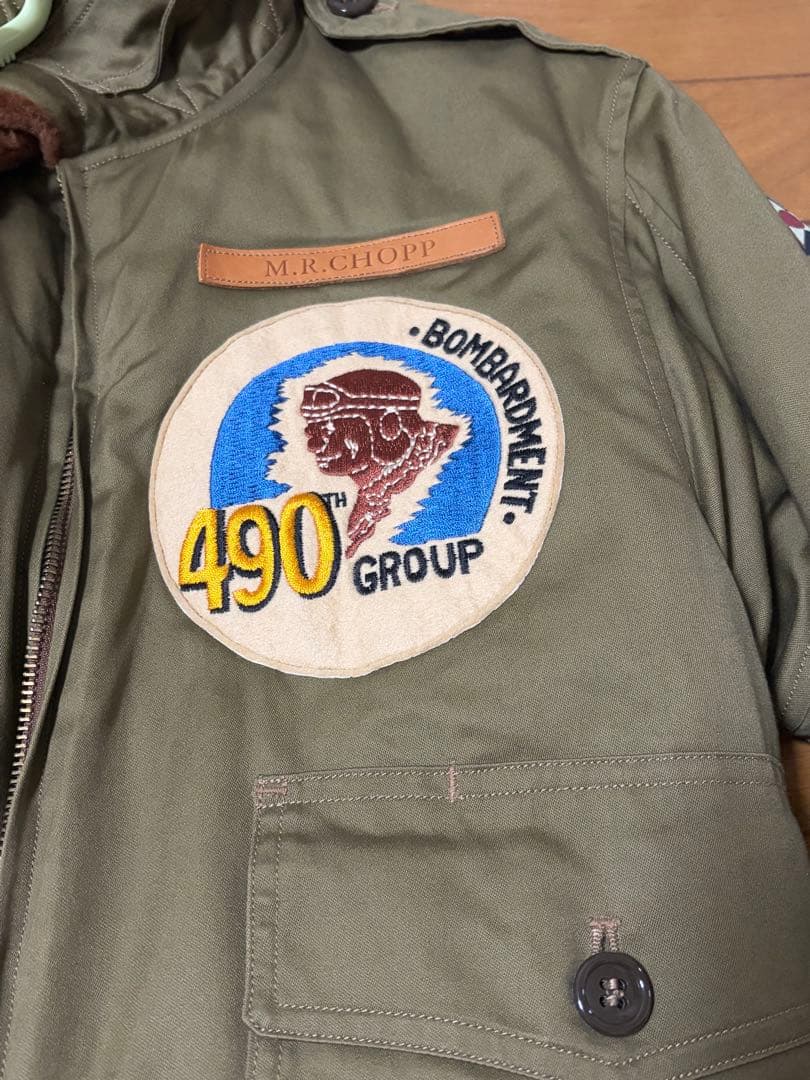 M.R.CHOPP
· BOMBARDMENT ·
490TH
GROUP